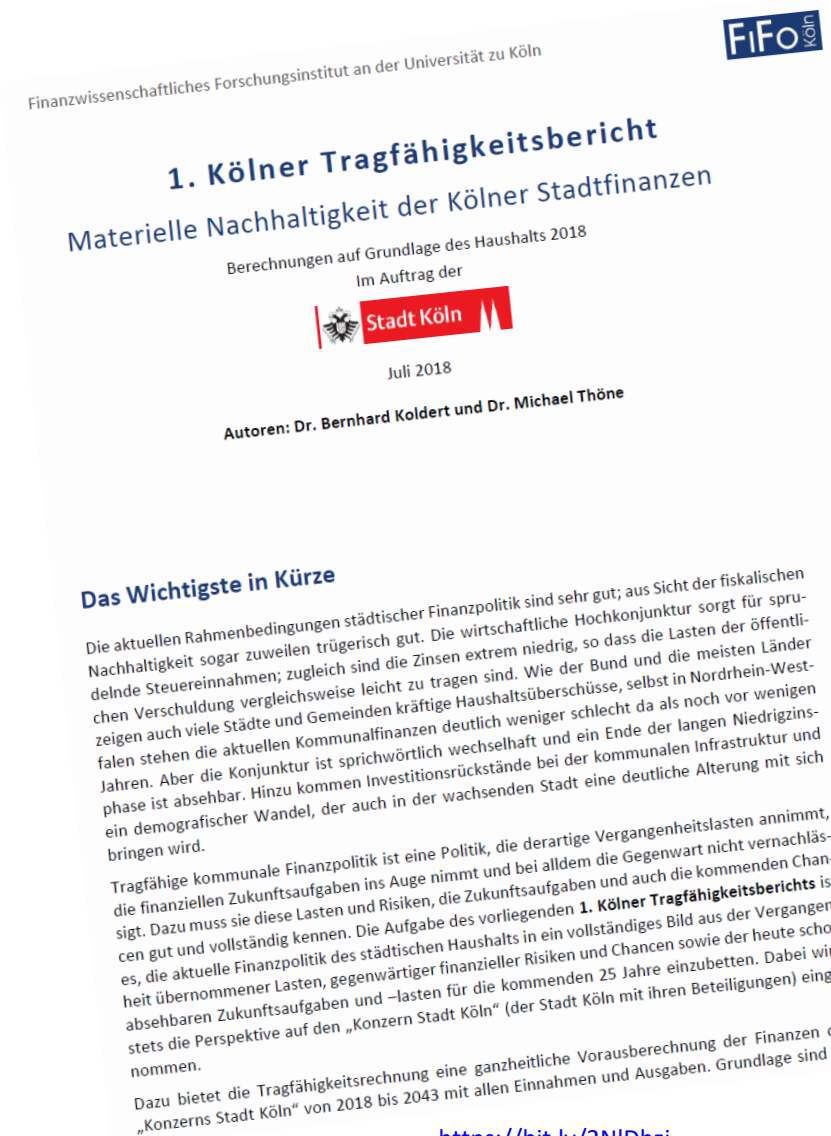 Finanzwissenschaftliches Forschungsinstitut an der Universität zu Köln
FiFo Köln
1. Kölner Tragfähigkeitsbericht
Materielle Nachhaltigkeit der Kölner Stadtfinanzen
Berechnungen auf Grundlage des Haushalts 2018
Im Auftrag der
Stadt Köln
Juli 2018
Autoren: Dr. Bernhard Koldert und Dr. Michael Thöne
Das Wichtigste in Kürze
Die aktuellen Rahmenbedingungen städtischer Finanzpolitik sind sehr gut; aus Sicht der fiskalischen
Nachhaltigkeit sogar zuweilen trügerisch gut. Die wirtschaftliche Hochkonjunktur sorgt für spru-
delnde Steuereinnahmen; zugleich sind die Zinsen extrem niedrig, so dass die Lasten der öffentli-
chen Verschuldung vergleichsweise leicht zu tragen sind. Wie der Bund und die meisten Länder
zeigen auch viele Städte und Gemeinden kräftige Haushaltsüberschüsse, selbst in Nordrhein-West-
falen stehen die aktuellen Kommunalfinanzen deutlich weniger schlecht da als noch vor wenigen
Jahren. Aber die Konjunktur ist sprichwörtlich wechselhaft und ein Ende der langen Niedrigzins-
phase ist absehbar. Hinzu kommen Investitionsrückstände bei der kommunalen Infrastruktur und
ein demografischer Wandel, der auch in der wachsenden Stadt eine deutliche Alterung mit sich
bringen wird.
Tragfähige kommunale Finanzpolitik ist eine Politik, die derartige Vergangenheitslasten annimmt,
die finanziellen Zukunftsaufgaben ins Auge nimmt und bei alldem die Gegenwart nicht vernachläs-
sigt. Dazu muss sie diese Lasten und Risiken, die Zukunftsaufgaben und auch die kommenden Chan-
cen gut und vollständig kennen. Die Aufgabe des vorliegenden 1. Kölner Tragfähigkeitsberichts is
es, die aktuelle Finanzpolitik des städtischen Haushalts in ein vollständiges Bild aus der Vergangen
heit übernommener Lasten, gegenwärtiger finanzieller Risiken und Chancen sowie der heute scho
absehbaren Zukunftsaufgaben und –lasten für die kommenden 25 Jahre einzubetten. Dabei wir
stets die Perspektive auf den „Konzern Stadt Köln“ (der Stadt Köln mit ihren Beteiligungen) eing
nommen.
Dazu bietet die Tragfähigkeitsrechnung eine ganzheitliche Vorausberechnung der Finanzen d
„Konzerns Stadt Köln“ von 2018 bis 2043 mit allen Einnahmen und Ausgaben. Grundlage sind